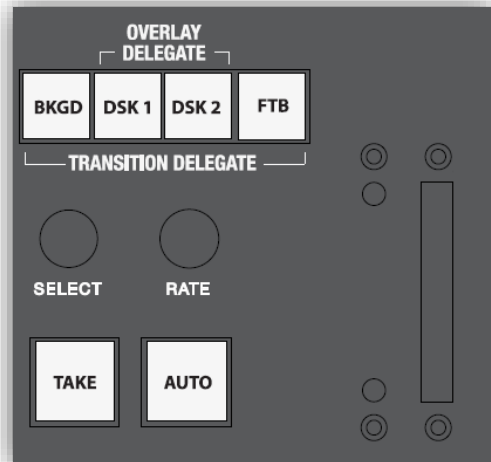 OVERLAY
DELEGATE
BKGD DSK 1 DSK 2 FTB
TRANSITION DELEGATE
SELECT RATE
TAKE AUTO